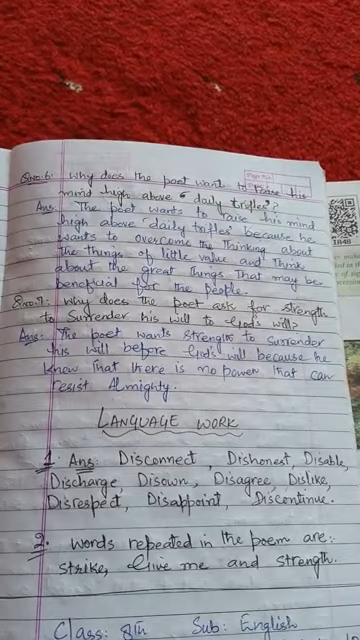 Q.no.6: Why does the poet want to raise his
mind high above "daily trifles"?
Ans: The poet wants to raise his mind
high above "daily trifles" because he
wants to overcome the thinking about
the things of little value and Think
about the great Things That may be
beneficial for the people.
Q.no.7: Why does the poet ask for strength
to Surrender his will to God's will?
Ans: The poet wants strength to surrender
his will before God's will because he
know That there is no power that can
resist Almighty.
LANGUAGE WORK
1. Ans: Disconnect, Dishonest, Disable,
Discharge, Disown, Disagree, Dislike,
Disrespect, Disappoint, Discontinue.
2. Words repeated in the poem are:-
strike, Give me and strength.
Class: 8th Sub: English